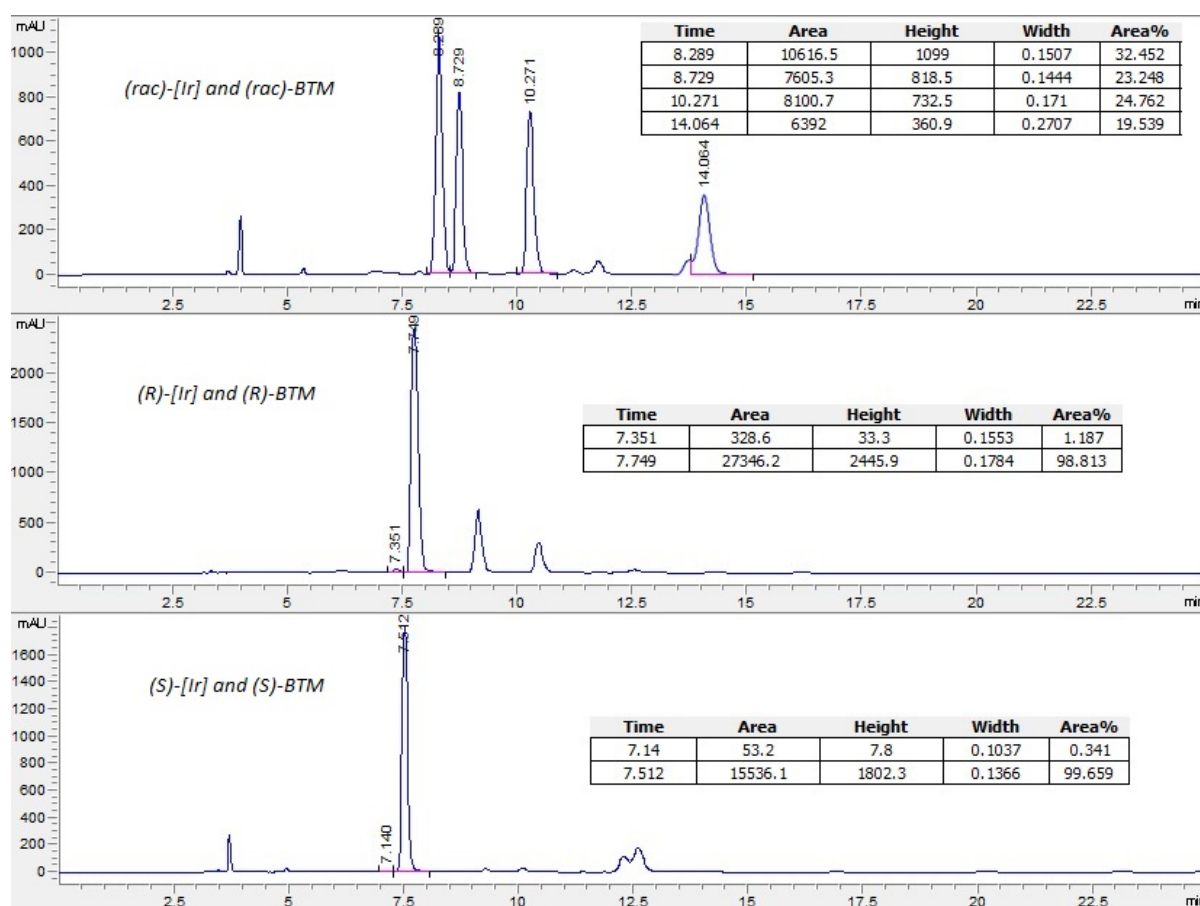 mAU
1000
800
600
400
200
0
(rac)-[Ir] and (rac)-BTM
8.289
8.729
10.271
14.064
Time Area Height Width Area%
8.289 10616.5 1099 0.1507 32.452
8.729 7605.3 818.5 0.1444 23.248
10.271 8100.7 732.5 0.171 24.762
14.064 6392 360.9 0.2707 19.539
2.5 5 7.5 10 12.5 15 17.5 20 22.5 min
mAU
2000
1500
1000
500
0
(R)-[Ir] and (R)-BTM
7.351
7.749
Time Area Height Width Area%
7.351 328.6 33.3 0.1553 1.187
7.749 27346.2 2445.9 0.1784 98.813
2.5 5 7.5 10 12.5 15 17.5 20 22.5 min
mAU
1600
1400
1200
1000
800
600
400
200
0
(S)-[Ir] and (S)-BTM
7.140
7.512
Time Area Height Width Area%
7.14 53.2 7.8 0.1037 0.341
7.512 15536.1 1802.3 0.1366 99.659
2.5 5 7.5 10 12.5 15 17.5 20 22.5 min